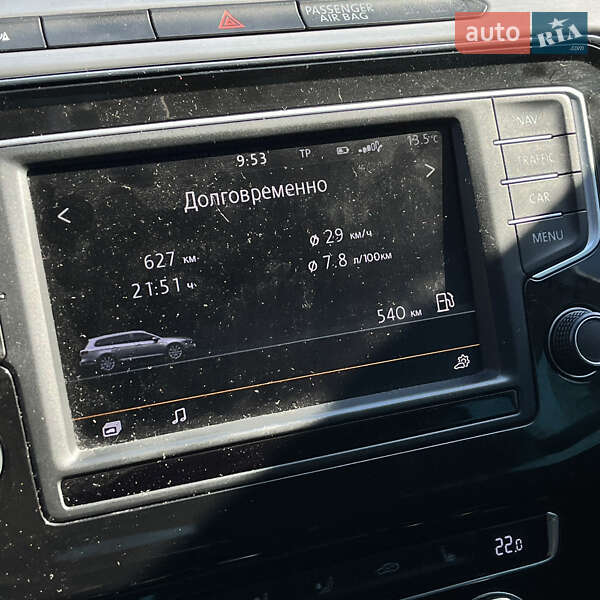 PASSENGER
AIR BAG
auto RIA
.com
9:53 TP 13.5°C
Долговременно
627 км
21:51 ч
ø 29 км/ч
ø 7.8 л/100км
540 км
NAV
TRAFFIC
CAR
MENU
22.0